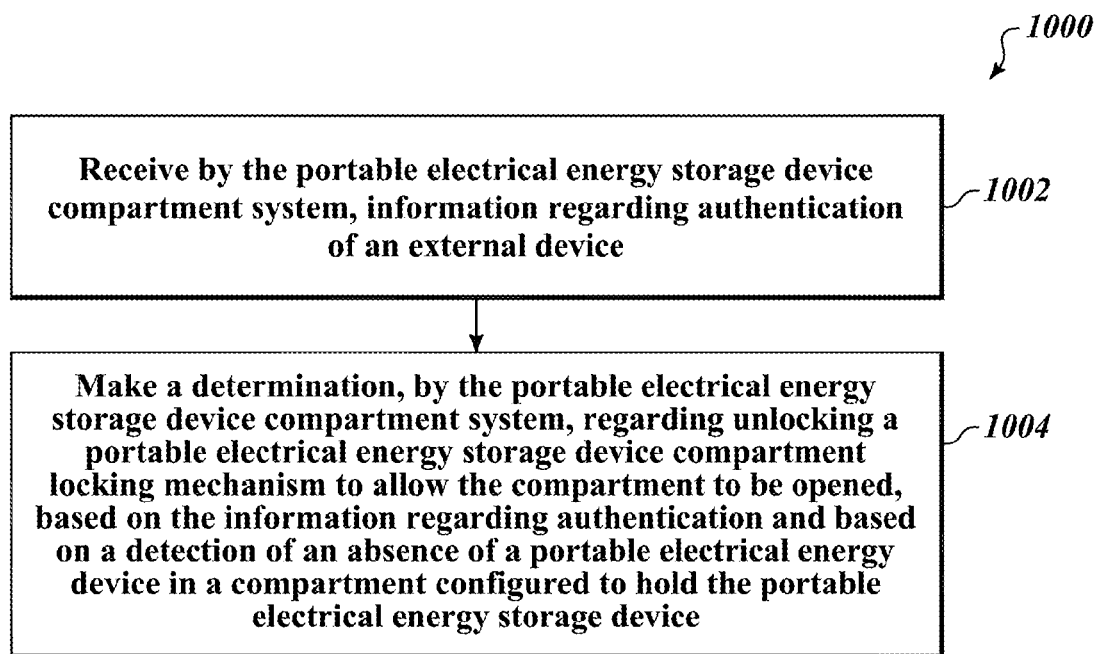 1000
Receive by the portable electrical energy storage device
compartment system, information regarding authentication
of an external device
1002
Make a determination, by the portable electrical energy
storage device compartment system, regarding unlocking a
portable electrical energy storage device compartment
locking mechanism to allow the compartment to be opened,
based on the information regarding authentication and based
on a detection of an absence of a portable electrical energy
device in a compartment configured to hold the portable
electrical energy storage device
1004